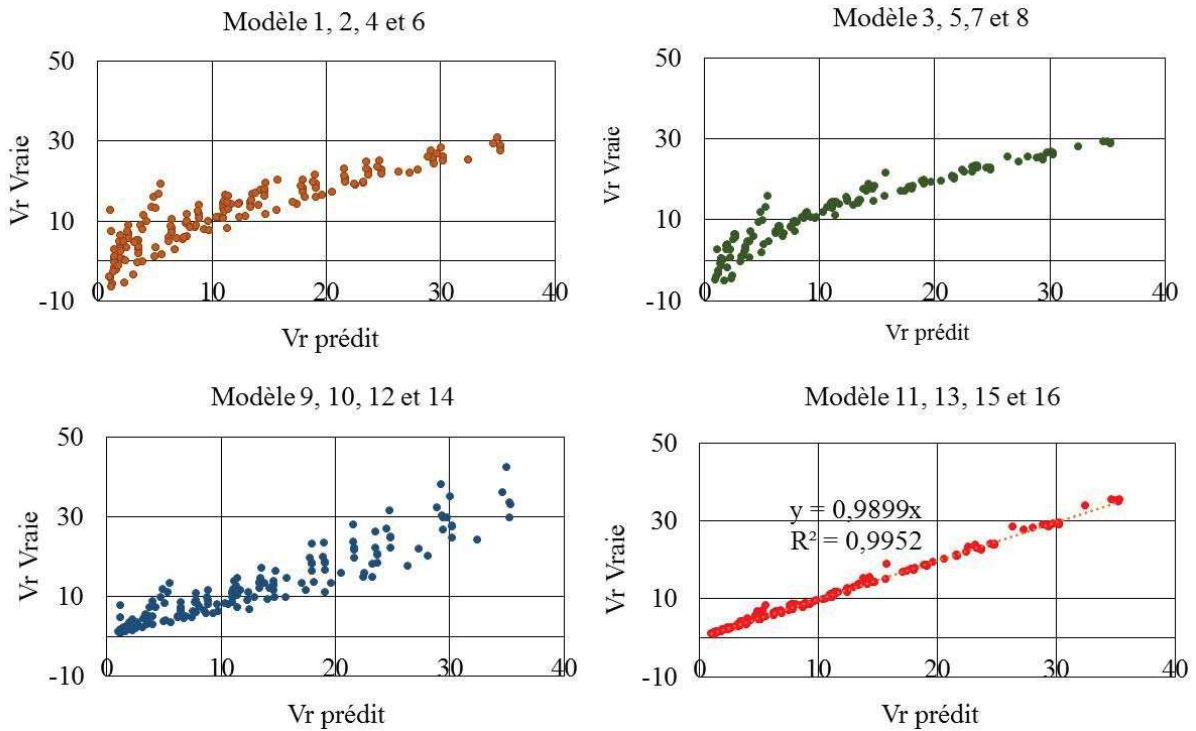 Modèle 1, 2, 4 et 6
50
30
10
-10
0 10 20 30 40
Vr Vraie
Vr prédit
Modèle 3, 5,7 et 8
50
30
10
-10
0 10 20 30 40
Vr Vraie
Vr prédit
Modèle 9, 10, 12 et 14
50
30
10
-10
0 10 20 30 40
Vr Vraie
Vr prédit
Modèle 11, 13, 15 et 16
50
30
10
-10
0 10 20 30 40
y = 0,9899x
R² = 0,9952
Vr Vraie
Vr prédit